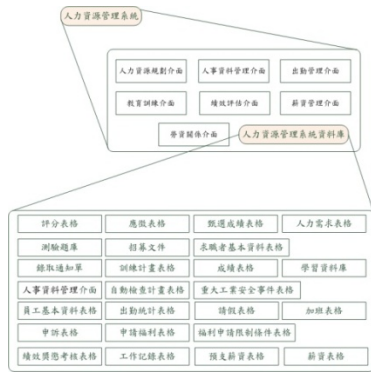 人力資源管理系統
人力資源規劃介面 人事資料管理介面 出勤管理介面
教育訓練介面 績效評估介面 薪資管理介面
勞資關係介面 人力資源管理系統資料庫
評分表格 應徵表格 甄選成績表格 人力需求表格
測驗題庫 招募文件 求職者基本資料表格
錄取通知單 訓練計畫表格 成績表格 學習資料庫
人事資料管理介面 自動檢查計畫表格 重大工業安全事件表格
員工基本資料表格 出勤統計表格 請假表格 加班表格
申訴表格 申請福利表格 福利申請限制條件表格
績效獎懲考核表格 工作記錄表格 預支薪資表格 薪資表格